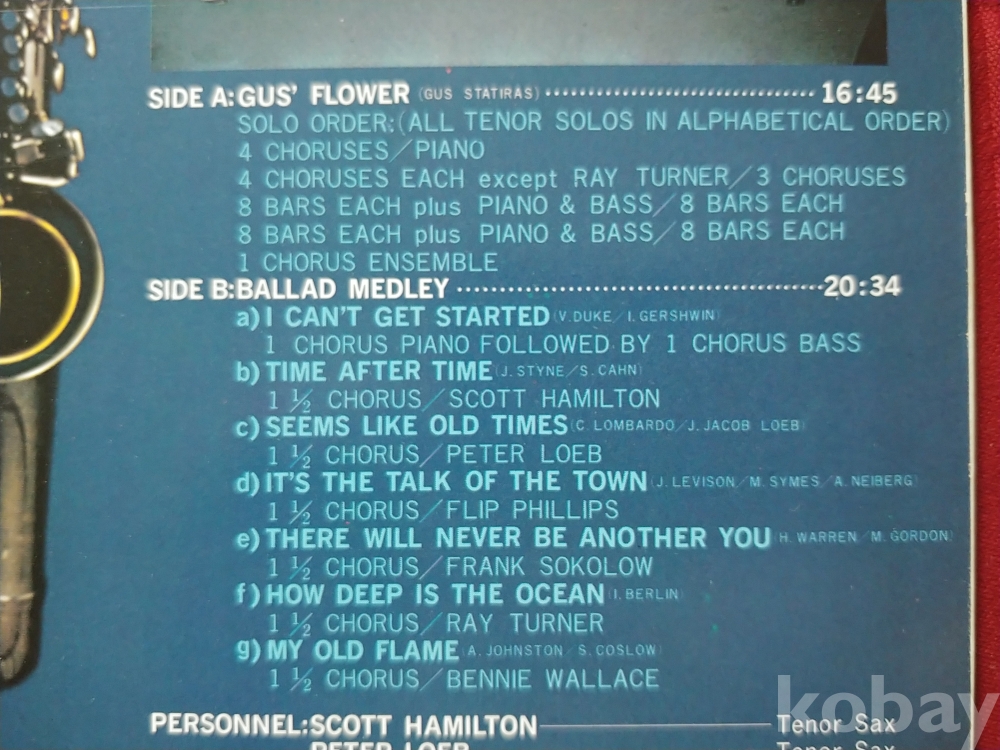 SIDE A:GUS' FLOWER (GUS STATIRAS) 16:45
SOLO ORDER:(ALL TENOR SOLOS IN ALPHABETICAL ORDER)
4 CHORUSES/PIANO
4 CHORUSES EACH except RAY TURNER/3 CHORUSES
8 BARS EACH plus PIANO & BASS/8 BARS EACH
8 BARS EACH plus PIANO & BASS/8 BARS EACH
1 CHORUS ENSEMBLE
SIDE B:BALLAD MEDLEY 20:34
a) I CAN'T GET STARTED (V. DUKE/I. GERSHWIN)
1 CHORUS PIANO FOLLOWED BY 1 CHORUS BASS
b) TIME AFTER TIME (J. STYNE/S. CAHN)
1 ½ CHORUS/SCOTT HAMILTON
c) SEEMS LIKE OLD TIMES (C. LOMBARDO/J. JACOB LOEB)
1 ½ CHORUS/PETER LOEB
d) IT'S THE TALK OF THE TOWN (J. LEVISON/M. SYMES/A. NEIBERG)
1 ½ CHORUS/FLIP PHILLIPS
e) THERE WILL NEVER BE ANOTHER YOU (H. WARREN/M. GORDON)
1 ½ CHORUS/FRANK SOKOLOW
f) HOW DEEP IS THE OCEAN (I. BERLIN)
1 ½ CHORUS/RAY TURNER
g) MY OLD FLAME (A. JOHNSTON/S. COSLOW)
1 ½ CHORUS/BENNIE WALLACE
PERSONNEL:SCOTT HAMILTON Tenor Sax
PETER LOEB Tenor Sax
kobay